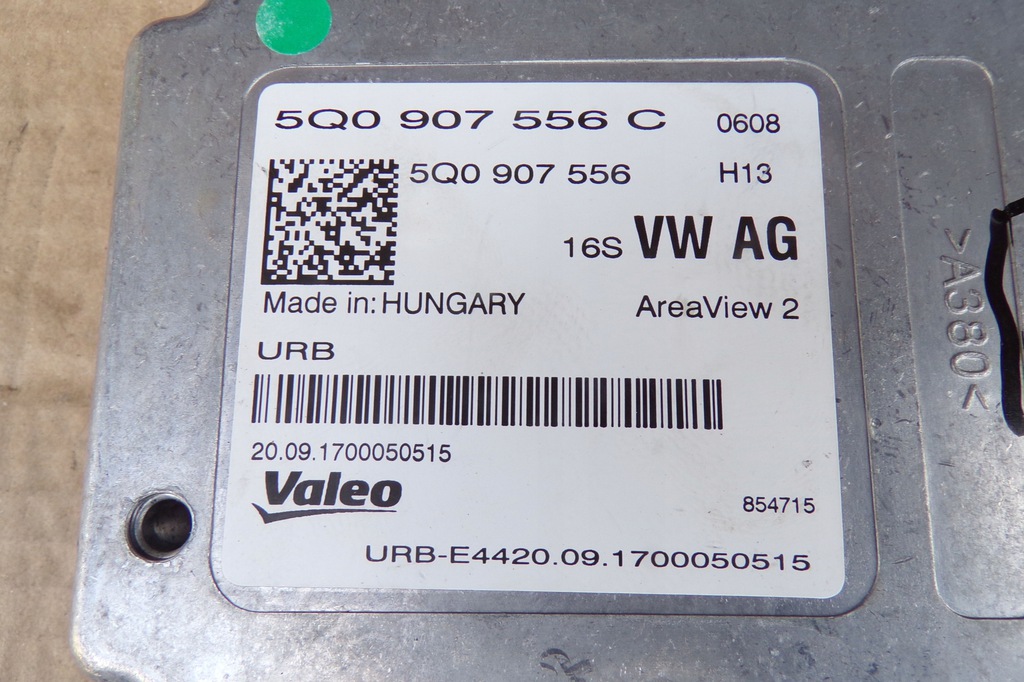 5Q0 907 556 C 0608
5Q0 907 556 H13
16S VW AG
Made in: HUNGARY AreaView 2
URB
20.09.1700050515
Valeo
854715
URB-E4420.09.1700050515
>A380<